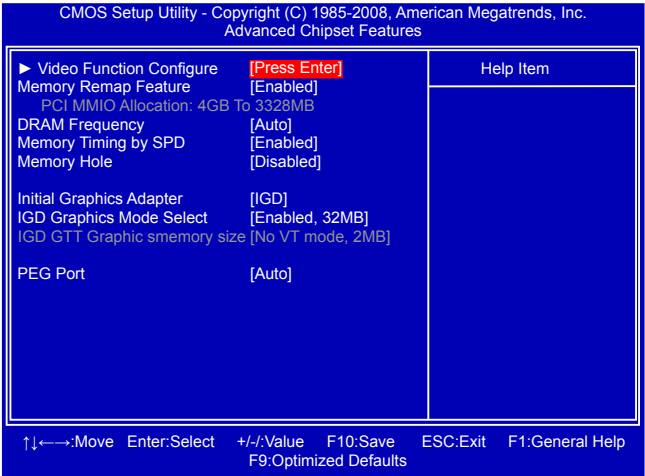 CMOS Setup Utility - Copyright (C) 1985-2008, American Megatrends, Inc.
Advanced Chipset Features
► Video Function Configure [Press Enter]
Help Item
Memory Remap Feature [Enabled]
PCI MMIO Allocation: 4GB To 3328MB
DRAM Frequency [Auto]
Memory Timing by SPD [Enabled]
Memory Hole [Disabled]
Initial Graphics Adapter [IGD]
IGD Graphics Mode Select [Enabled, 32MB]
IGD GTT Graphic smemory size [No VT mode, 2MB]
PEG Port [Auto]
↑↓←→:Move Enter:Select +/-/:Value F10:Save ESC:Exit F1:General Help
F9:Optimized Defaults